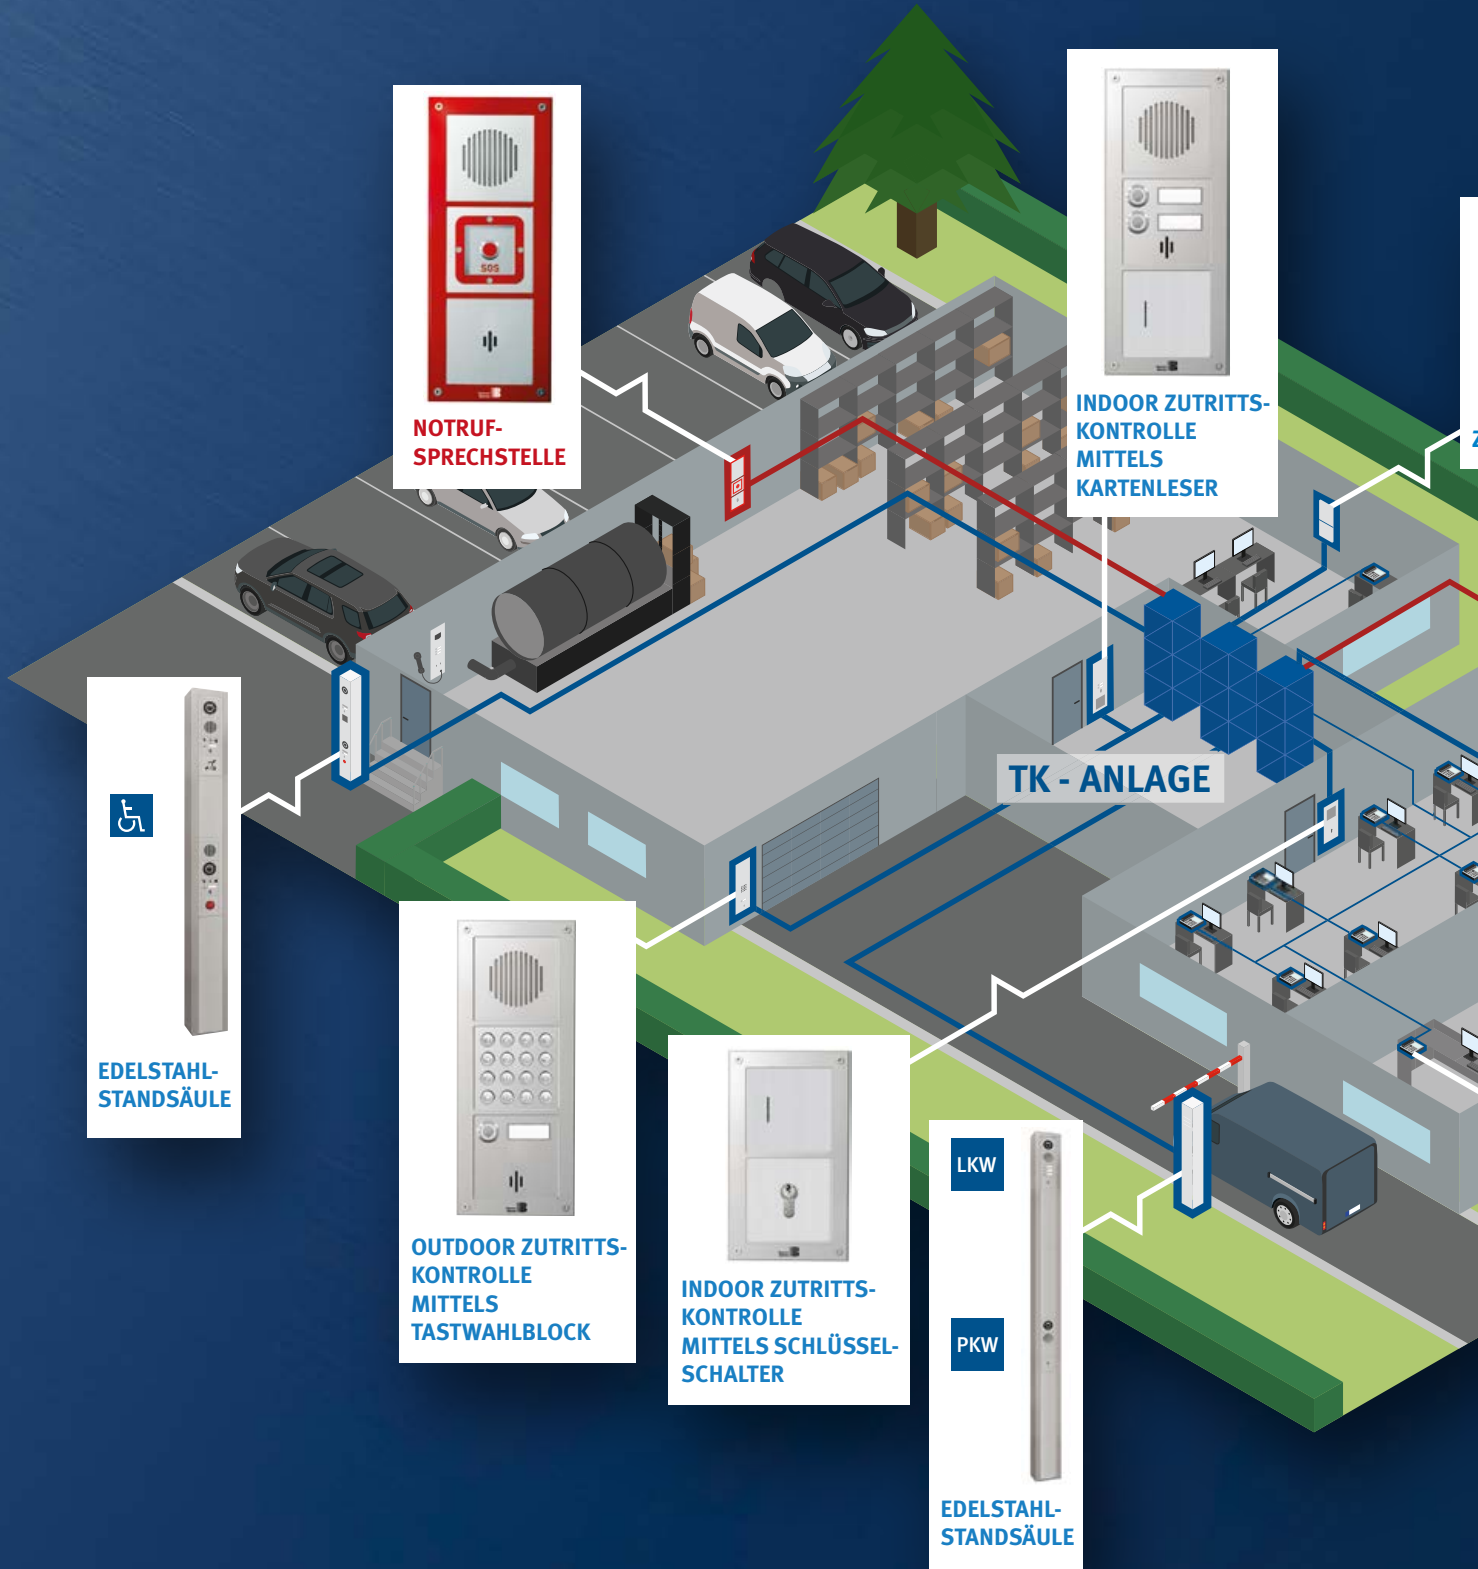 NOTRUF-
SPRECHSTELLE
SOS
INDOOR ZUTRITTS-
KONTROLLE
MITTELS
KARTENLESER
Z
TK - ANLAGE
EDELSTAHL-
STANDSÄULE
OUTDOOR ZUTRITTS-
KONTROLLE
MITTELS
TASTWAHLBLOCK
INDOOR ZUTRITTS-
KONTROLLE
MITTELS SCHLÜSSEL-
SCHALTER
LKW
PKW
EDELSTAHL-
STANDSÄULE